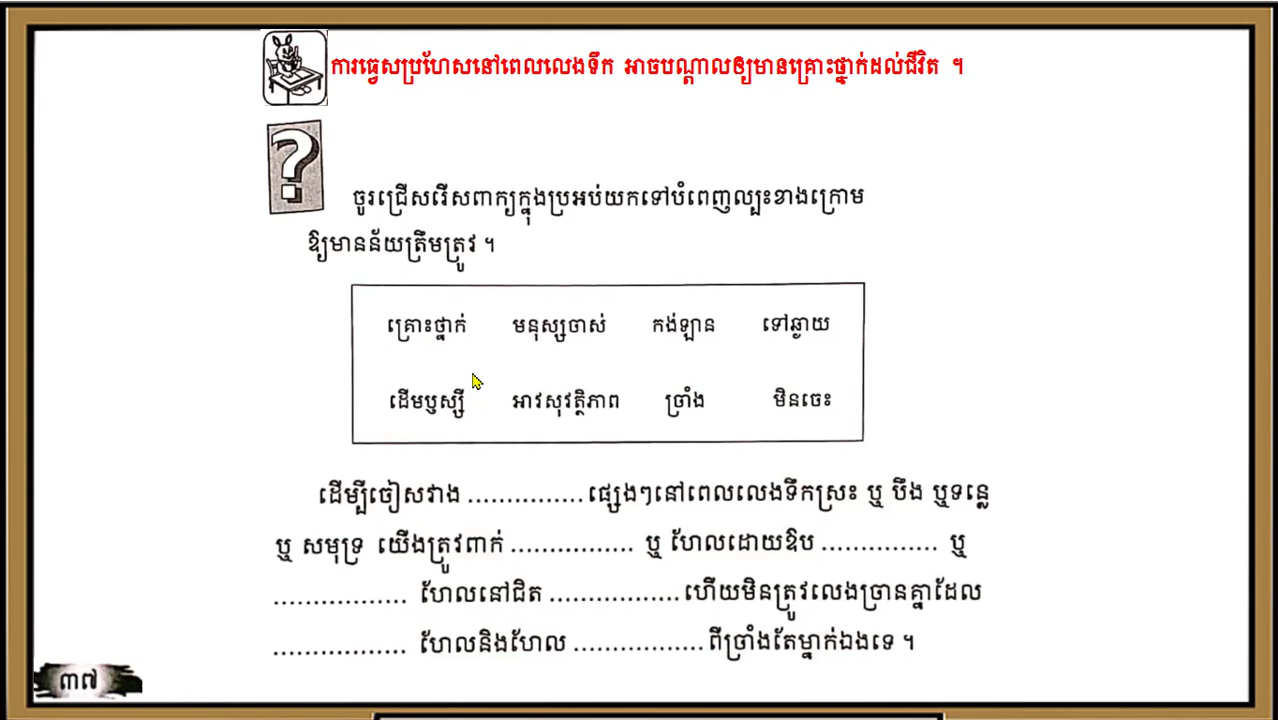 ការធ្វេសប្រហែសនៅពេលលេងទឹក អាចបណ្តាលឲ្យមានគ្រោះថ្នាក់ដល់ជីវិត ។
?
ចូរជ្រើសរើសពាក្យក្នុងប្រអប់យកទៅបំពេញល្បះខាងក្រោម
ឱ្យមានន័យត្រឹមត្រូវ ។
គ្រោះថ្នាក់ មនុស្សចាស់ កង់ឡាន ទៅឆ្ងាយ
ដើមឫស្សី អាវសុវត្ថិភាព ច្រាំង មិនចេះ
ដើម្បីចៀសវាង ............... ផ្សេងៗនៅពេលលេងទឹកស្រះ ឬ បឹង ឬទន្លេ
ឬ សមុទ្រ យើងត្រូវពាក់ ................ ឬ ហែលដោយឱប ............... ឬ
................. ហែលនៅជិត ................. ហើយមិនត្រូវលេងច្រានគ្នាដែល
................. ហែលនិងហែល ................. ពីច្រាំងតែម្នាក់ឯងទេ ។
៣៧